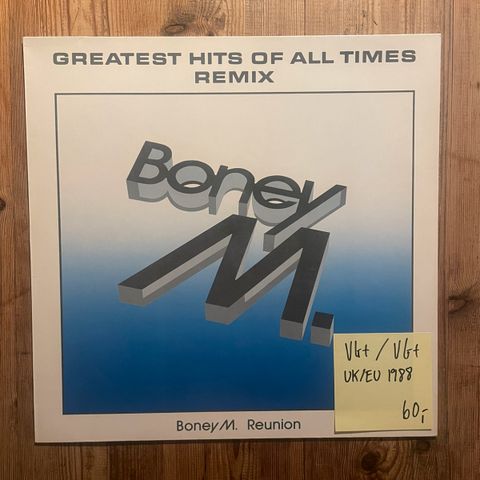 GREATEST HITS OF ALL TIMES
REMIX
Boney
M.
VG+ / VG+
UK/EU 1988
60,-
Boney M. Reunion